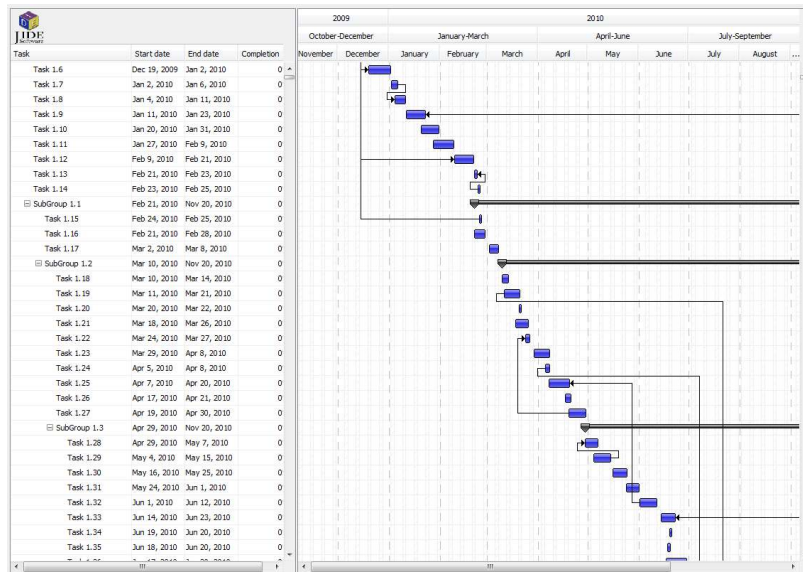 JIDE
Software
2009 2010
October-December January-March April-June July-September
Task Start date End date Completion November December January February March April May June July August ...
Task 1.6 Dec 19, 2009 Jan 2, 2010 0
Task 1.7 Jan 2, 2010 Jan 6, 2010 0
Task 1.8 Jan 4, 2010 Jan 11, 2010 0
Task 1.9 Jan 11, 2010 Jan 23, 2010 0
Task 1.10 Jan 20, 2010 Jan 31, 2010 0
Task 1.11 Jan 27, 2010 Feb 9, 2010 0
Task 1.12 Feb 9, 2010 Feb 21, 2010 0
Task 1.13 Feb 21, 2010 Feb 23, 2010 0
Task 1.14 Feb 23, 2010 Feb 25, 2010 0
SubGroup 1.1 Feb 21, 2010 Nov 20, 2010 0
Task 1.15 Feb 24, 2010 Feb 25, 2010 0
Task 1.16 Feb 21, 2010 Feb 28, 2010 0
Task 1.17 Mar 2, 2010 Mar 8, 2010 0
SubGroup 1.2 Mar 10, 2010 Nov 20, 2010 0
Task 1.18 Mar 10, 2010 Mar 14, 2010 0
Task 1.19 Mar 11, 2010 Mar 21, 2010 0
Task 1.20 Mar 20, 2010 Mar 22, 2010 0
Task 1.21 Mar 18, 2010 Mar 26, 2010 0
Task 1.22 Mar 24, 2010 Mar 27, 2010 0
Task 1.23 Mar 29, 2010 Apr 8, 2010 0
Task 1.24 Apr 5, 2010 Apr 8, 2010 0
Task 1.25 Apr 7, 2010 Apr 20, 2010 0
Task 1.26 Apr 17, 2010 Apr 21, 2010 0
Task 1.27 Apr 19, 2010 Apr 30, 2010 0
SubGroup 1.3 Apr 29, 2010 Nov 20, 2010 0
Task 1.28 Apr 29, 2010 May 7, 2010 0
Task 1.29 May 4, 2010 May 15, 2010 0
Task 1.30 May 16, 2010 May 25, 2010 0
Task 1.31 May 24, 2010 Jun 1, 2010 0
Task 1.32 Jun 1, 2010 Jun 12, 2010 0
Task 1.33 Jun 14, 2010 Jun 23, 2010 0
Task 1.34 Jun 19, 2010 Jun 20, 2010 0
Task 1.35 Jun 18, 2010 Jun 20, 2010 0